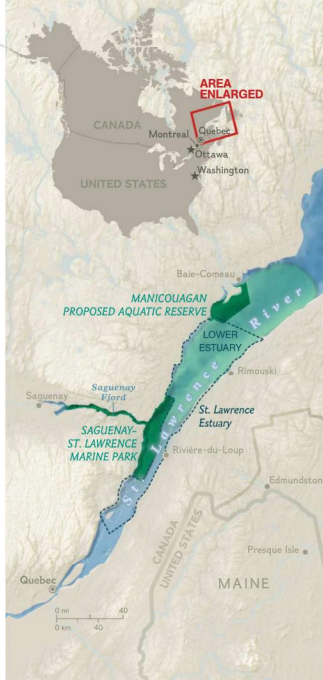 AREA
ENLARGED
CANADA
Montreal
Quebec
Ottawa
UNITED STATES
Washington
Baie-Comeau
MANICOUAGAN
PROPOSED AQUATIC RESERVE
LOWER
ESTUARY
St. Lawrence River
Rimouski
Saguenay
Saguenay
Fjord
St. Lawrence
Estuary
SAGUENAY–
ST. LAWRENCE
MARINE PARK
Rivière-du-Loup
Edmundston
CANADA
UNITED STATES
Presque Isle
Quebec
MAINE
0 mi 40
0 km 40